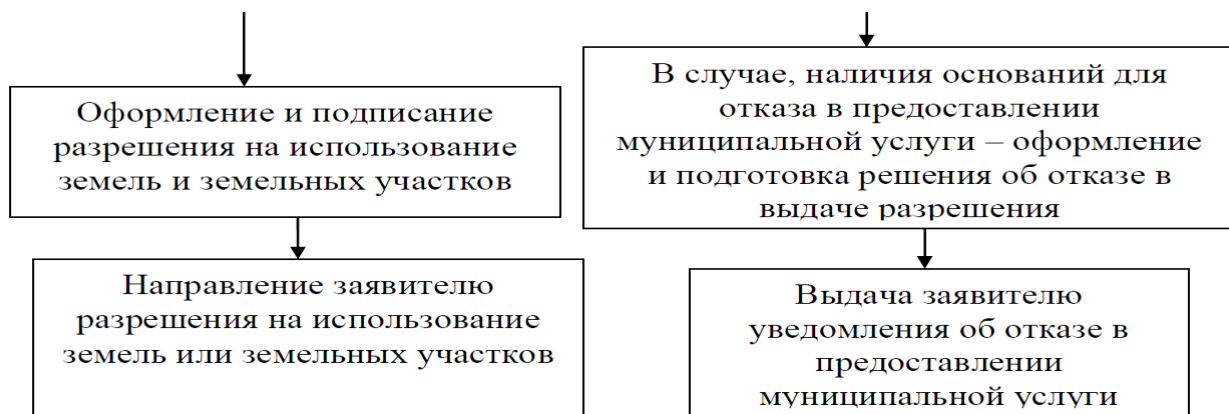 Оформление и подписание
разрешения на использование
земель и земельных участков
Направление заявителю
разрешения на использование
земель или земельных участков
В случае, наличия оснований для
отказа в предоставлении
муниципальной услуги – оформление
и подготовка решения об отказе в
выдаче разрешения
Выдача заявителю
уведомления об отказе в
предоставлении
муниципальной услуги